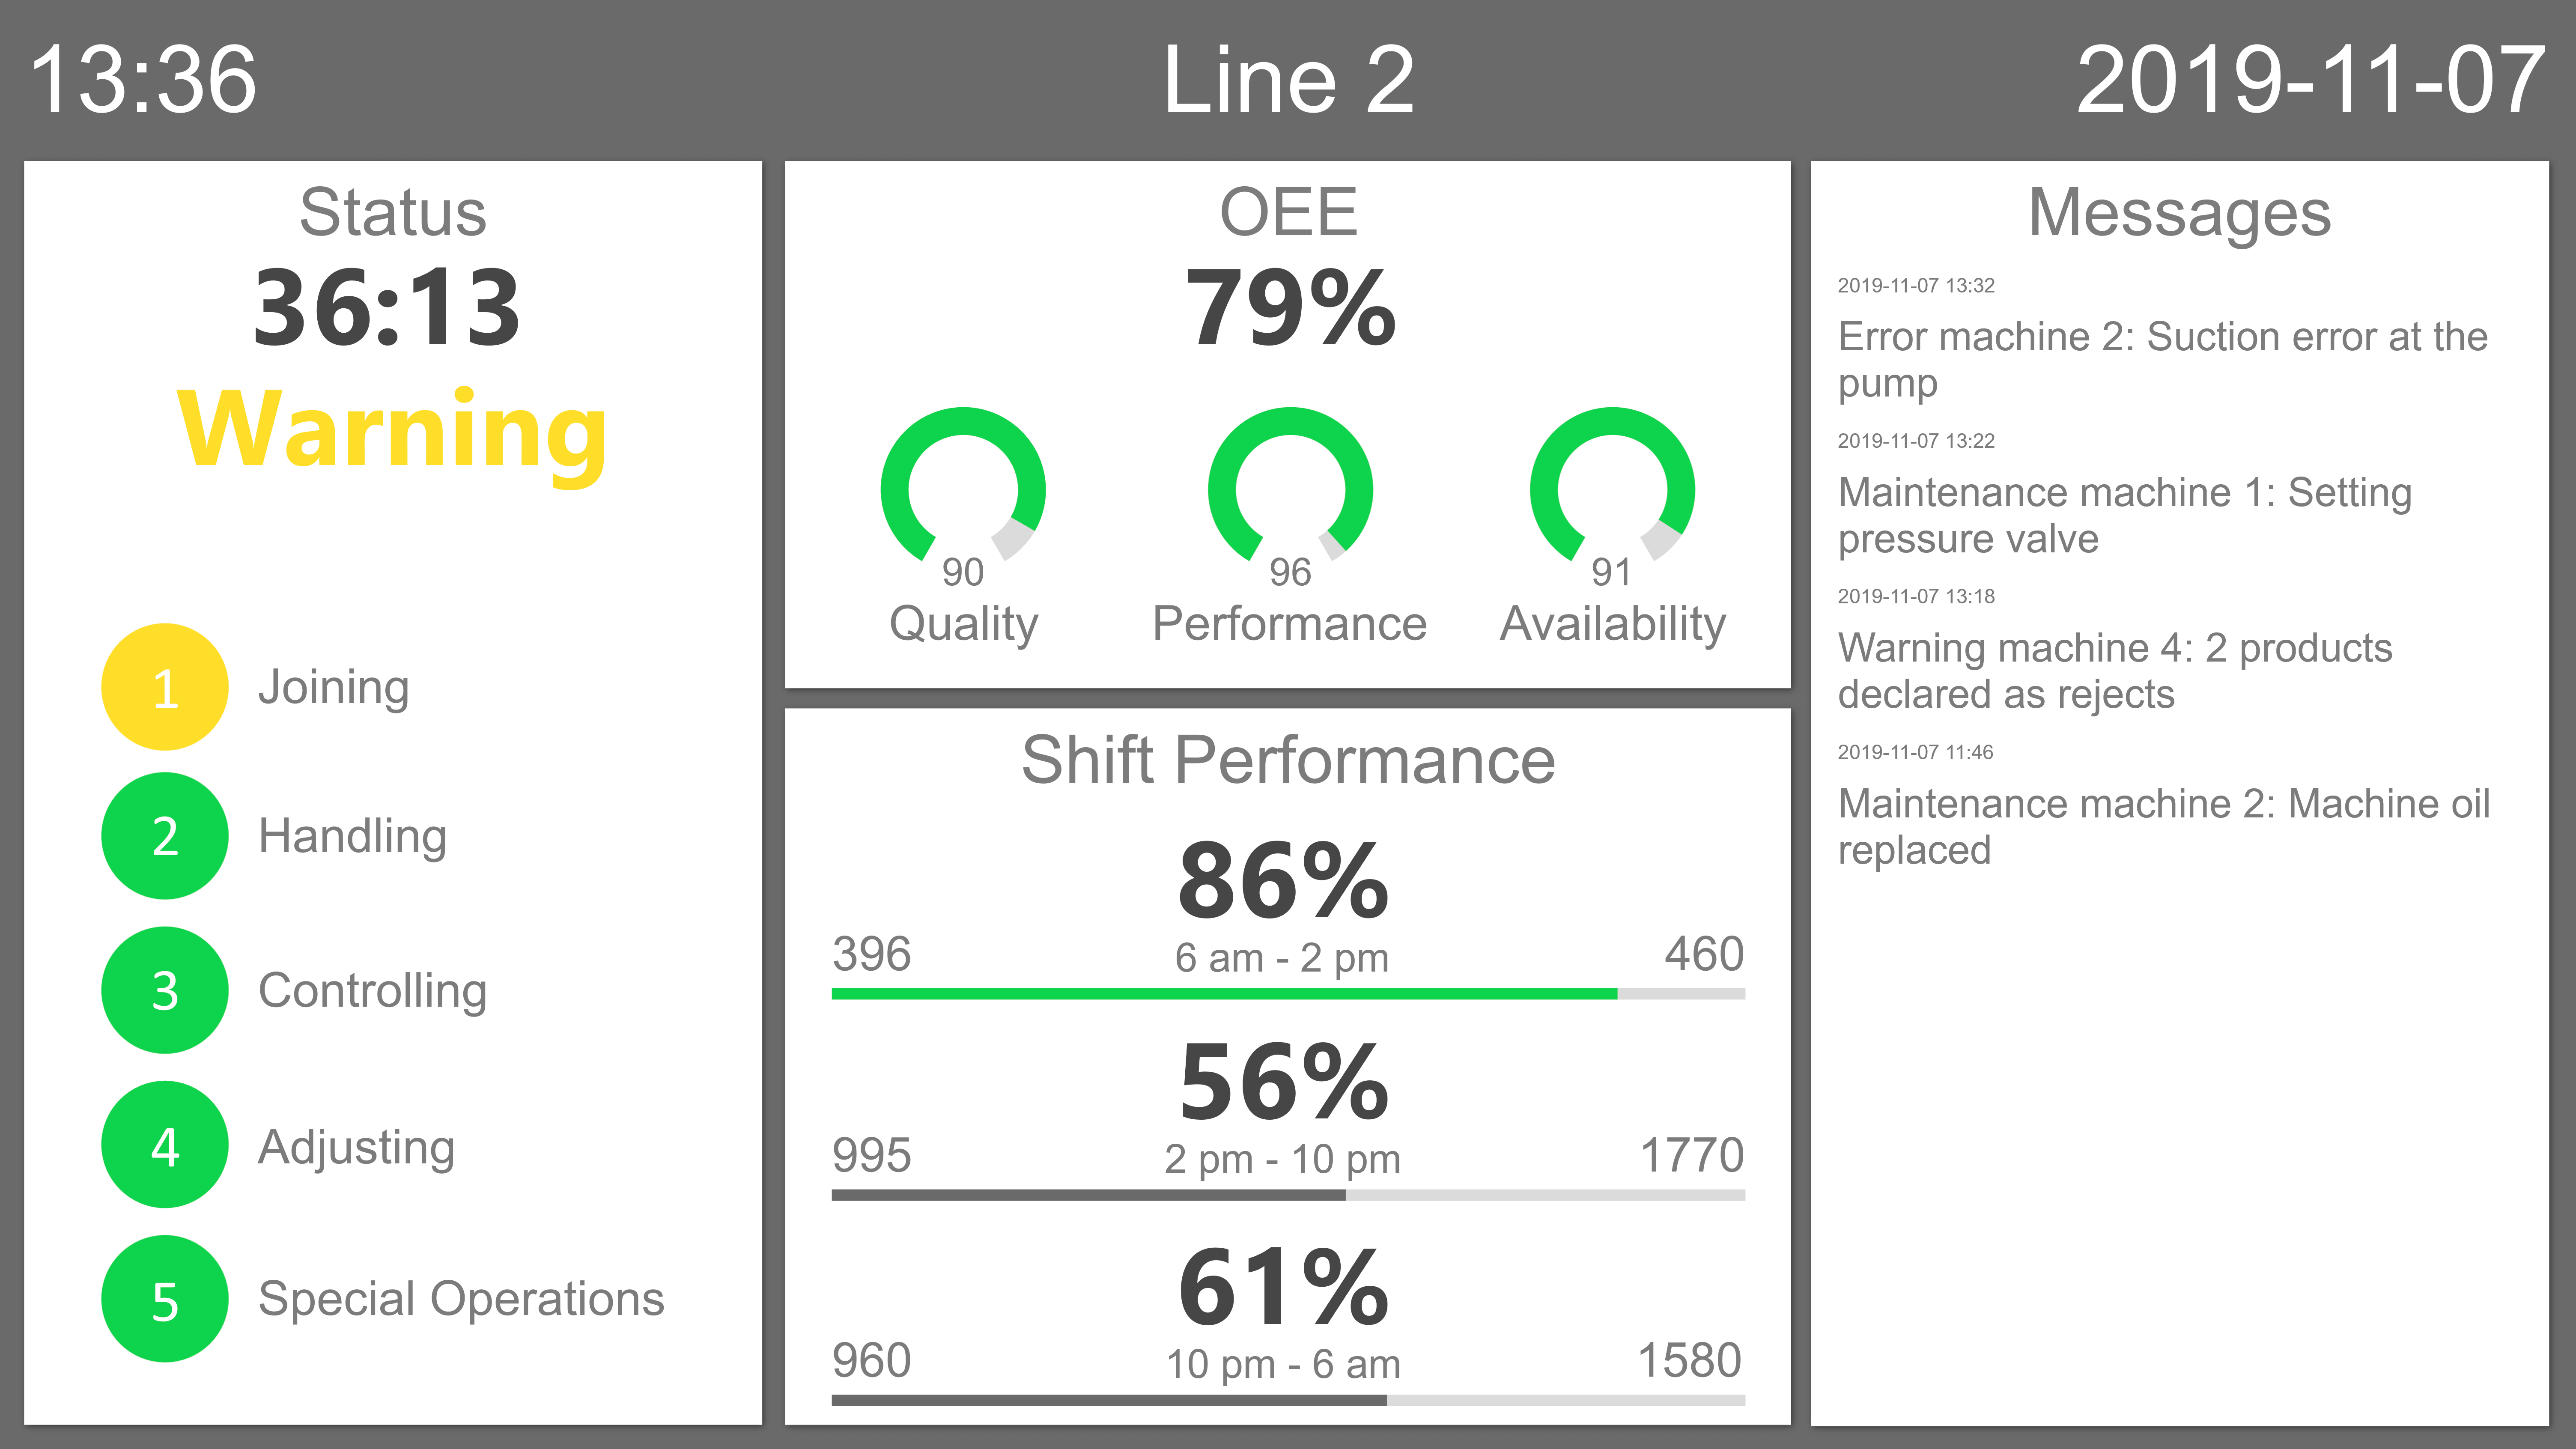 13:36
Line 2
2019-11-07
Status
36:13
Warning
1
Joining
2
Handling
3
Controlling
4
Adjusting
5
Special Operations
OEE
79%
90
Quality
96
Performance
91
Availability
Shift Performance
86%
396
6 am - 2 pm
460
56%
995
2 pm - 10 pm
1770
61%
960
10 pm - 6 am
1580
Messages
2019-11-07 13:32
Error machine 2: Suction error at the
pump
2019-11-07 13:22
Maintenance machine 1: Setting
pressure valve
2019-11-07 13:18
Warning machine 4: 2 products
declared as rejects
2019-11-07 11:46
Maintenance machine 2: Machine oil
replaced